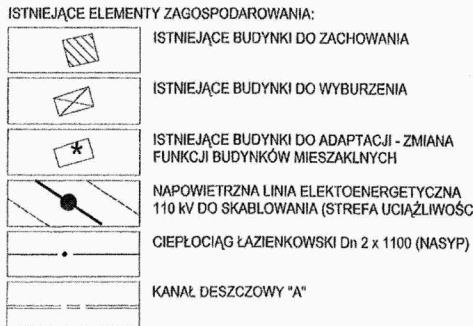 ISTNIEJĄCE ELEMENTY ZAGOSPODAROWANIA:
ISTNIEJĄCE BUDYNKI DO ZACHOWANIA
ISTNIEJĄCE BUDYNKI DO WYBURZENIA
ISTNIEJĄCE BUDYNKI DO ADAPTACJI - ZMIANA
FUNKCJI BUDYNKÓW MIESZAKLNYCH
NAPOWIETRZNA LINIA ELEKTOENERGETYCZNA
110 kV DO SKABLOWANIA (STREFA UCIĄŻLIWOŚC
CIEPŁOCIĄG ŁAZIENKOWSKI Dn 2 x 1100 (NASYP)
KANAŁ DESZCZOWY "A"